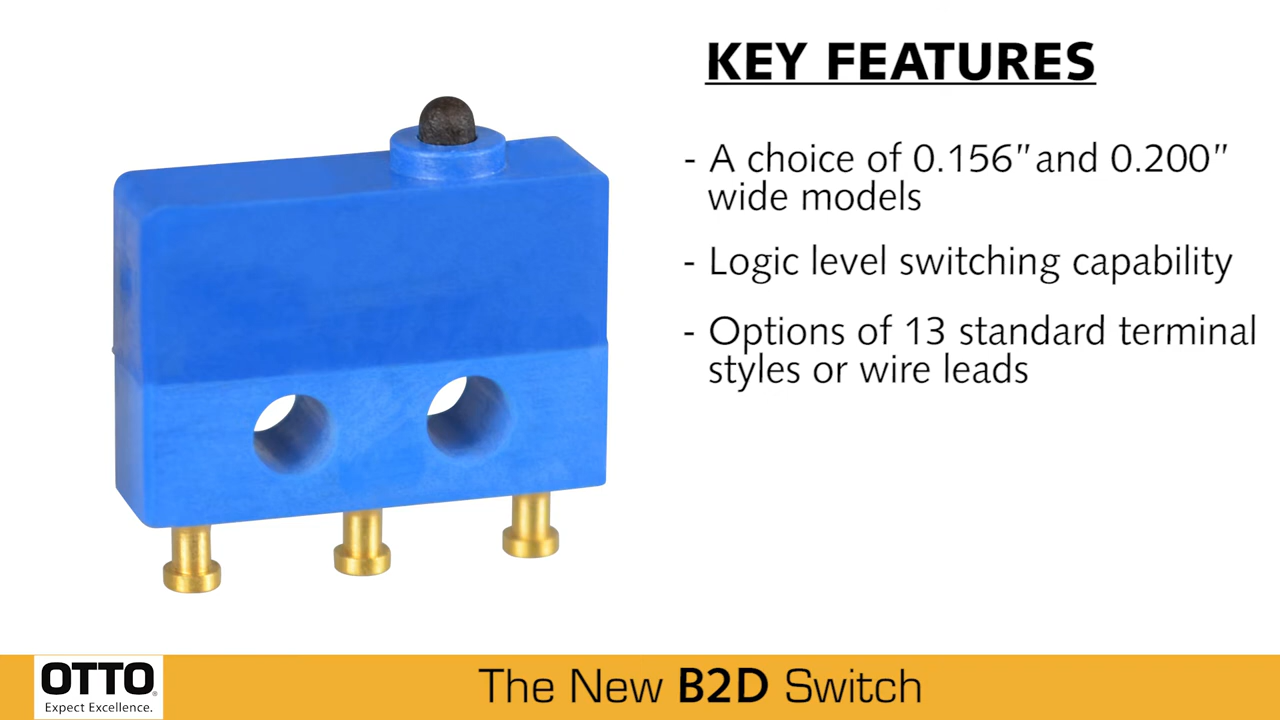 KEY FEATURES
- A choice of 0.156” and 0.200”
wide models
- Logic level switching capability
- Options of 13 standard terminal
styles or wire leads
OTTO®
Expect Excellence.
The New B2D Switch